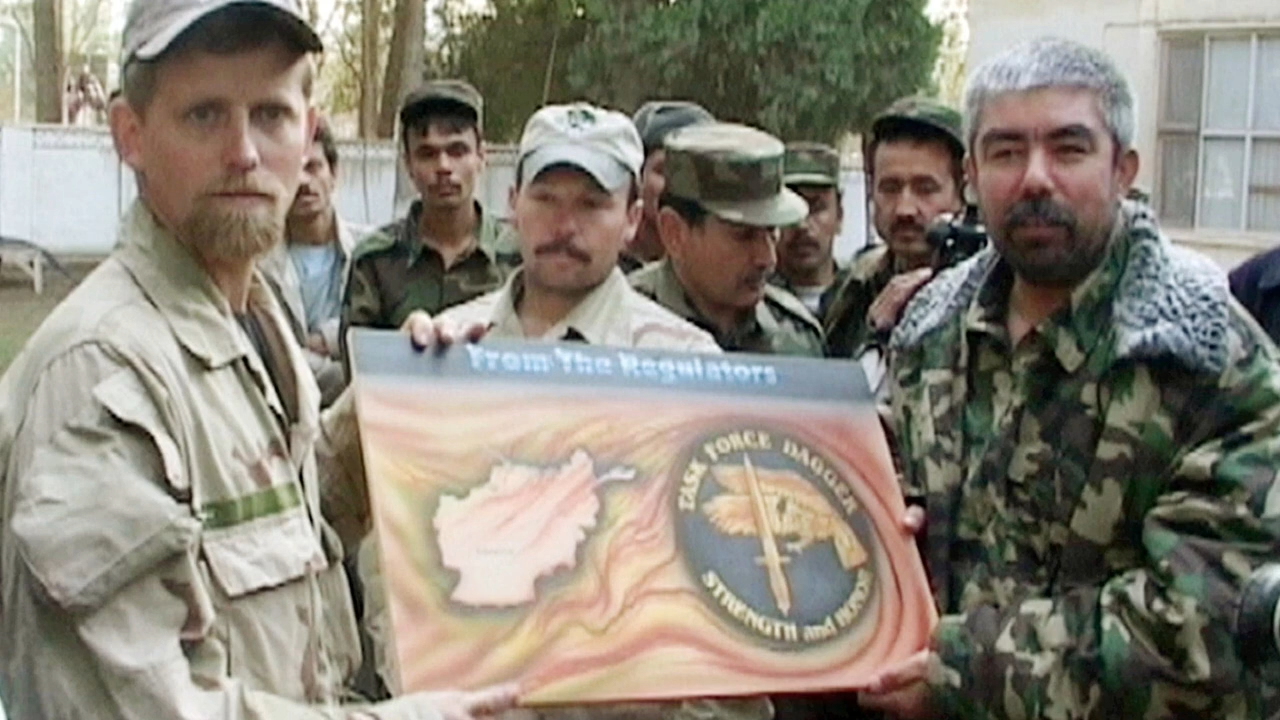 From The Regulators
TASK FORCE DAGGER
STRENGTH and HONOR